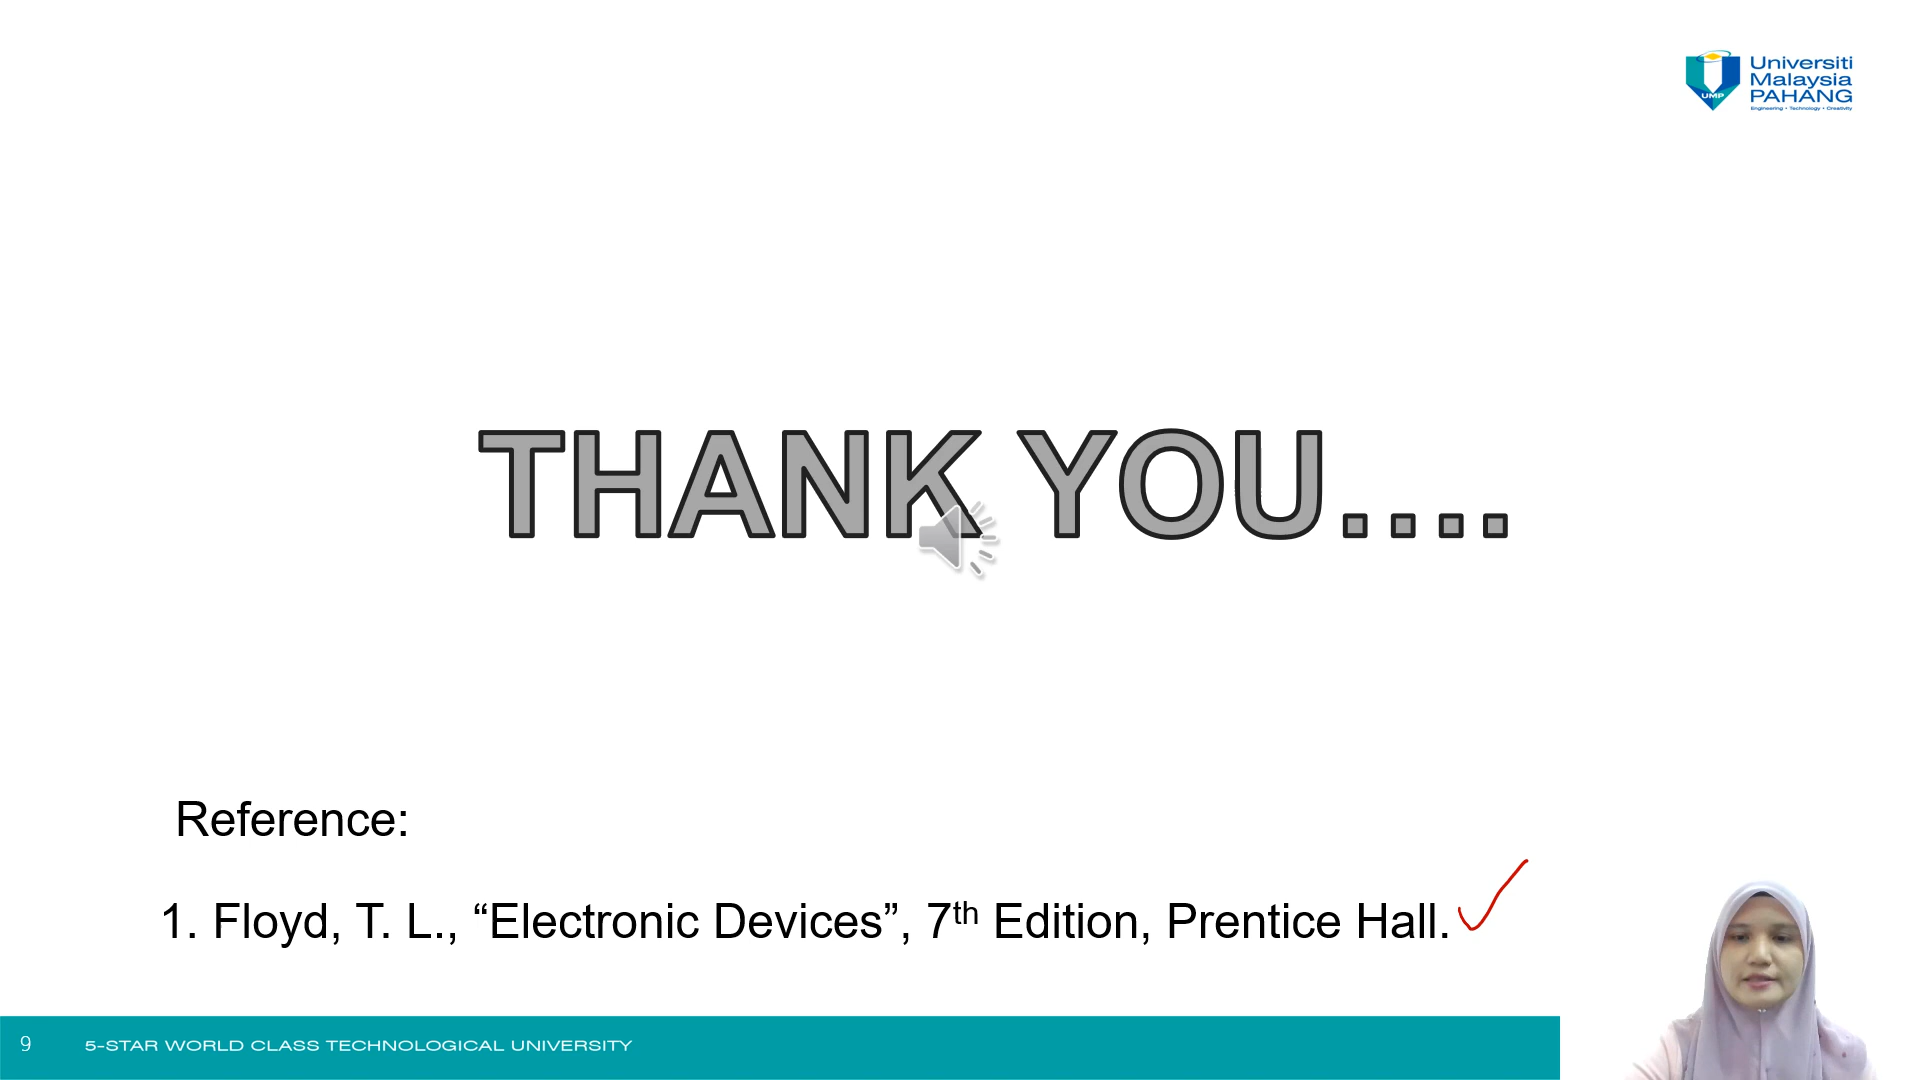 Universiti
Malaysia
PAHANG
Engineering • Technology • Creativity
UMP
THANK YOU....
Reference:
1. Floyd, T. L., “Electronic Devices”, 7th Edition, Prentice Hall.
9
5-STAR WORLD CLASS TECHNOLOGICAL UNIVERSITY